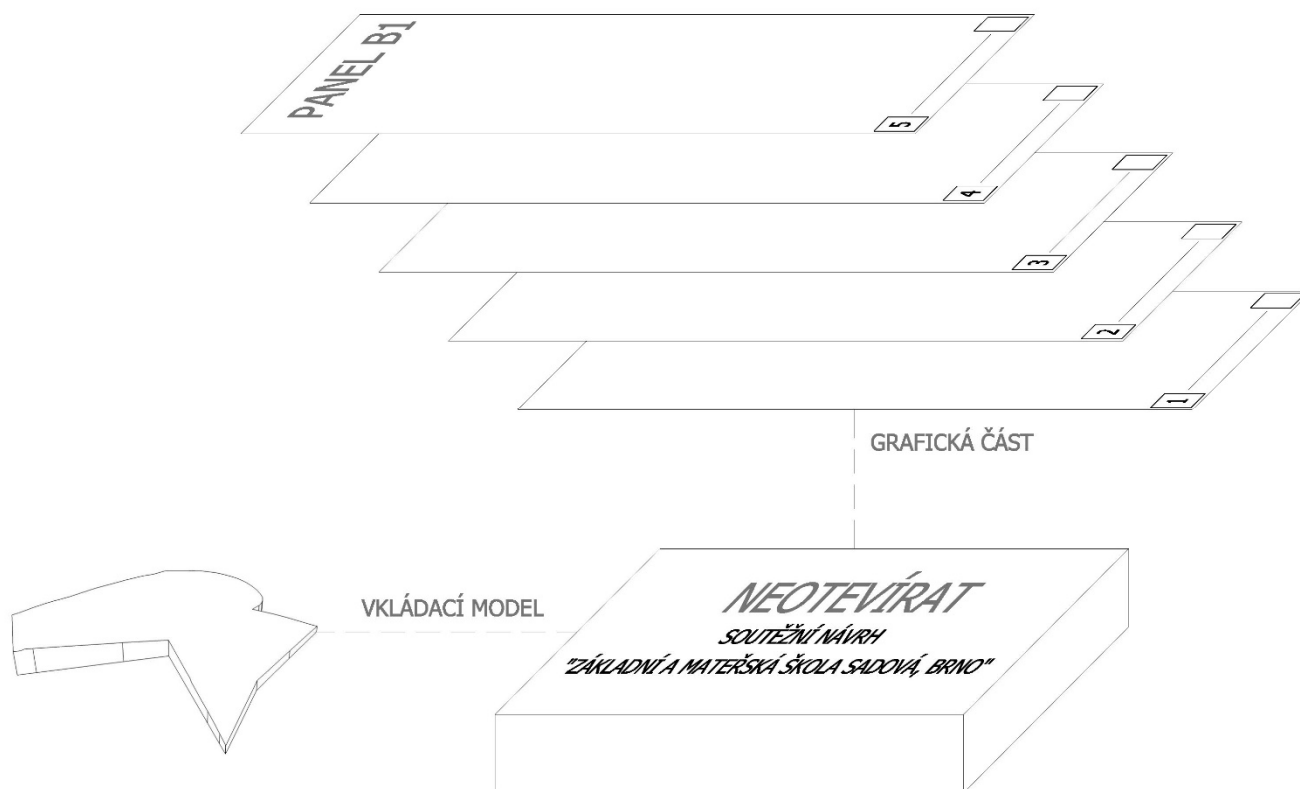 PANEL B1
5
4
3
2
1
GRAFICKÁ ČÁST
VKLÁDACÍ MODEL
NEOTEVÍRAT
SOUTĚŽNÍ NÁVRH
"ZÁKLADNÍ A MATEŘSKÁ ŠKOLA SADOVÁ, BRNO"